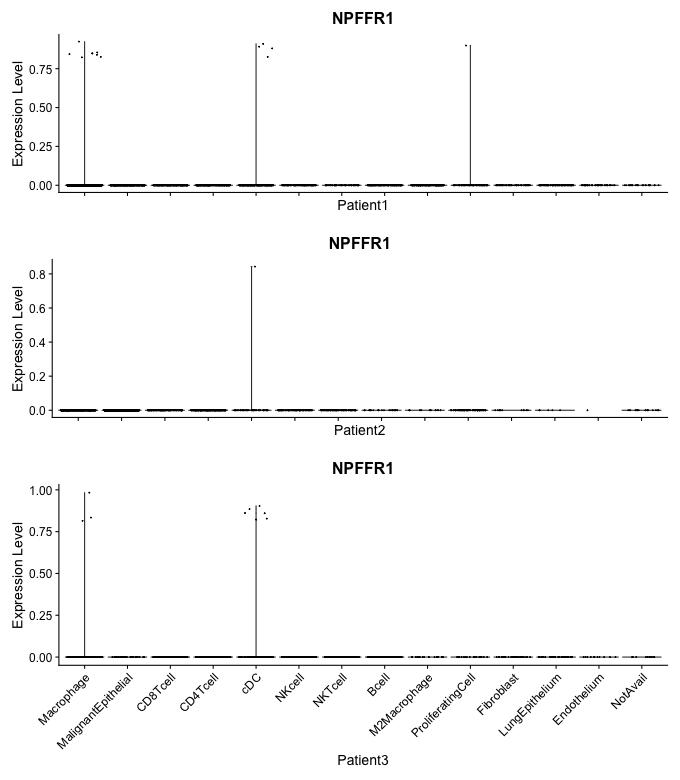 NPFFR1
Expression Level
0.75
0.50
0.25
0.00
Patient1
NPFFR1
Expression Level
0.8
0.6
0.4
0.2
0.0
Patient2
NPFFR1
Expression Level
1.00
0.75
0.50
0.25
0.00
Macrophage
MalignantEpithelial
CD8Tcell
CD4Tcell
cDC
NKcell
NKTcell
Bcell
M2Macrophage
ProliferatingCell
Fibroblast
LungEpithelium
Endothelium
NotAvail
Patient3